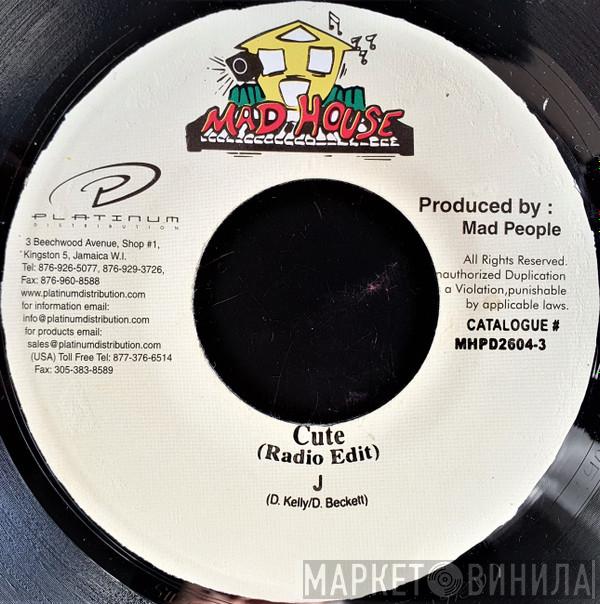 MAD HOUSE
PLATINUM
DISTRIBUTION
3 Beechwood Avenue, Shop #1,
Kingston 5, Jamaica W.I.
Tel: 876-926-5077, 876-929-3726,
Fax: 876-960-8588
www.platinumdistribution.com
for information email:
info@platinumdistribution.com
for products email:
sales@platinumdistribution.com
(USA) Toll Free Tel: 877-376-6514
Fax: 305-383-8589
Produced by :
Mad People
All Rights Reserved.
nauthorized Duplication
a Violation,punishable
by applicable laws.
CATALOGUE #
MHPD2604-3
Cute
(Radio Edit)
J
(D. Kelly/D. Beckett)
МАРКЕТ ВИНИЛА